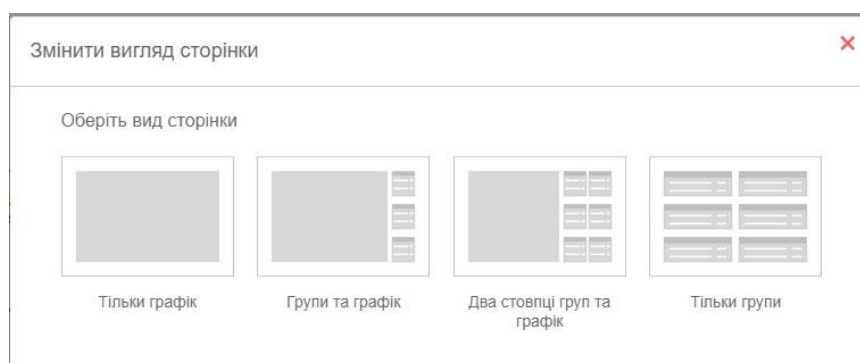 Змінити вигляд сторінки
Оберіть вид сторінки
Тільки графік
Групи та графік
Два стовпці груп та
графік
Тільки групи